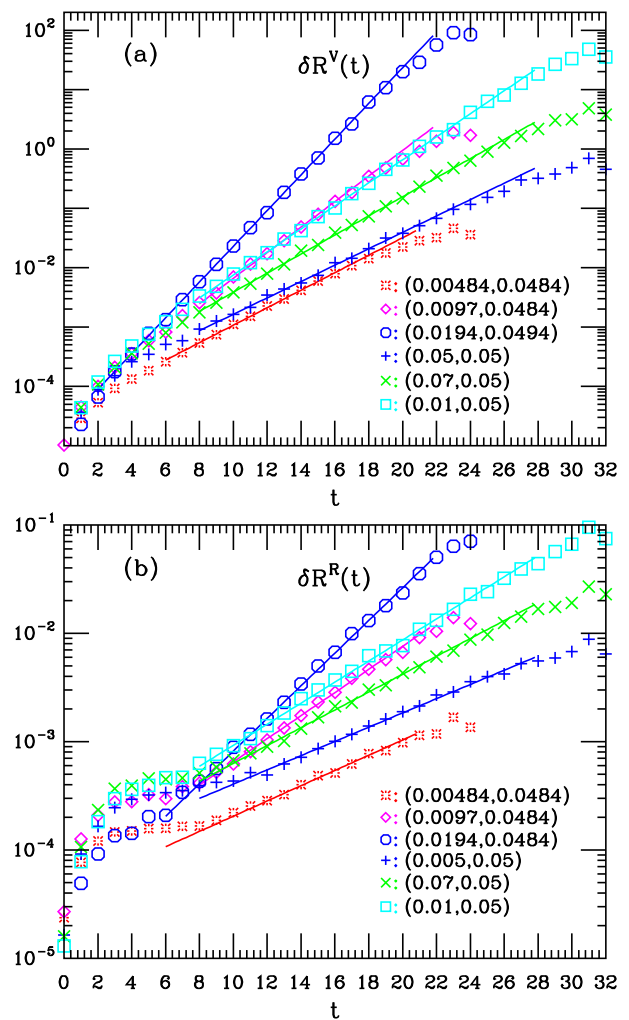 10^2
(a)
δR^V(t)
10^0
10^-2
(0.00484,0.0484)
(0.0097,0.0484)
(0.0194,0.0494)
(0.05,0.05)
10^-4
(0.07,0.05)
(0.01,0.05)
0 2 4 6 8 10 12 14 16 18 20 22 24 26 28 30 32
t
10^-1
(b)
δR^R(t)
10^-2
10^-3
(0.00484,0.0484)
(0.0097,0.0484)
(0.0194,0.0484)
10^-4
(0.005,0.05)
(0.07,0.05)
(0.01,0.05)
10^-5
0 2 4 6 8 10 12 14 16 18 20 22 24 26 28 30 32
t